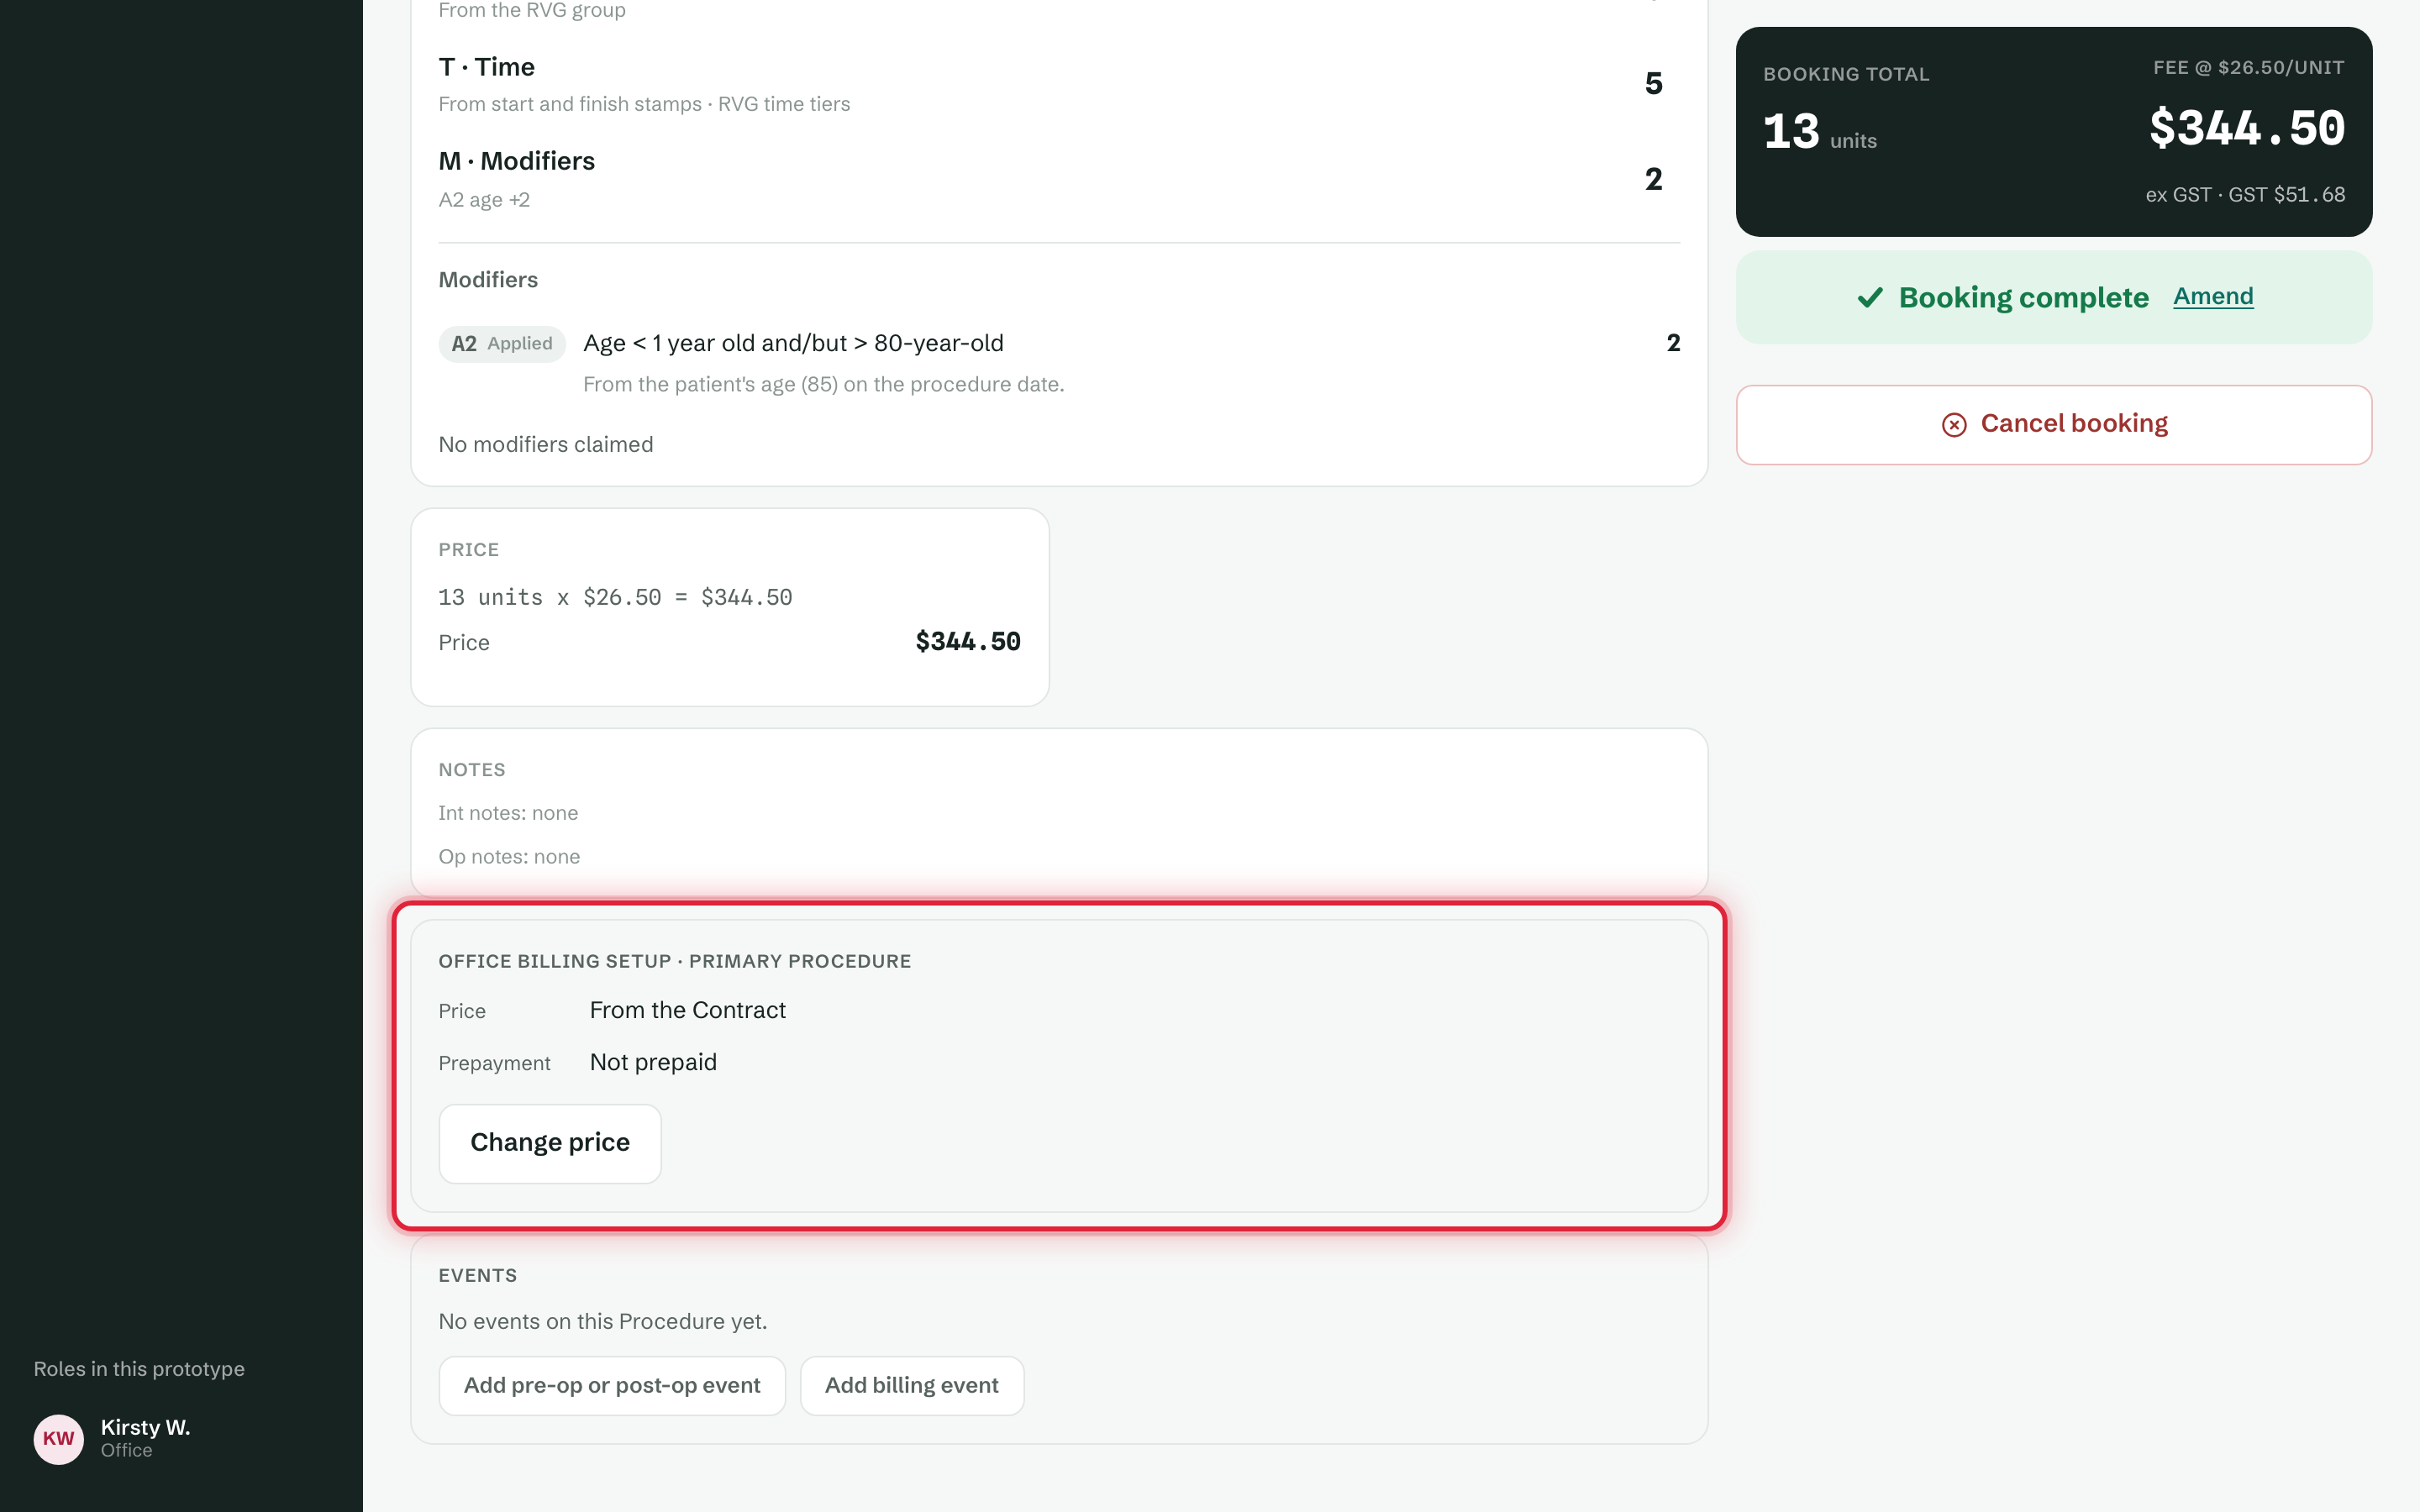 From the RVG group
T · Time
5
From start and finish stamps · RVG time tiers
M · Modifiers
2
A2 age +2
Modifiers
A2 Applied Age < 1 year old and/but > 80-year-old 2
From the patient's age (85) on the procedure date.
No modifiers claimed
PRICE
13 units x $26.50 = $344.50
Price $344.50
NOTES
Int notes: none
Op notes: none
OFFICE BILLING SETUP · PRIMARY PROCEDURE
Price From the Contract
Prepayment Not prepaid
Change price
EVENTS
No events on this Procedure yet.
Add pre-op or post-op event Add billing event
BOOKING TOTAL
13 units
FEE @ $26.50/UNIT
$344.50
ex GST · GST $51.68
Booking complete Amend
Cancel booking
Roles in this prototype
KW
Kirsty W.
Office